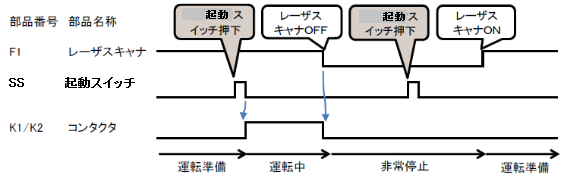 部品番号 部品名称
起動ス
イッチ押下
レーザス
キャナOFF
起動ス
イッチ押下
レーザス
キャナON
F1 レーザスキャナ
SS 起動スイッチ
K1/K2 コンタクタ
運転準備 運転中 非常停止 運転準備